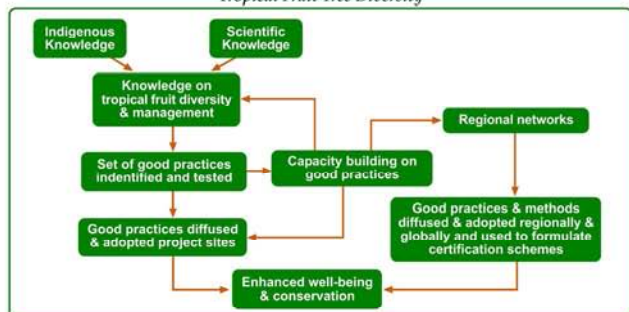 Tropical Fruit Tree Diversity
Indigenous
Knowledge
Scientific
Knowledge
Knowledge on
tropical fruit diversity
& management
Regional networks
Set of good practices
indentified and tested
Capacity building on
good practices
Good practices diffused
& adopted project sites
Good practices & methods
diffused & adopted regionally &
globally and used to formulate
certification schemes
Enhanced well-being
& conservation